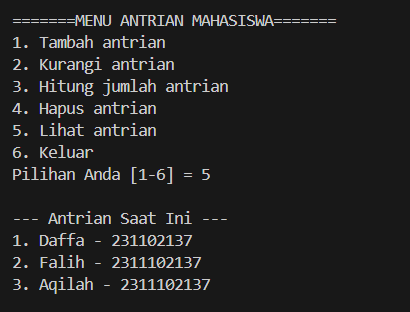 =======MENU ANTRIAN MAHASISWA=======
1. Tambah antrian
2. Kurangi antrian
3. Hitung jumlah antrian
4. Hapus antrian
5. Lihat antrian
6. Keluar
Pilihan Anda [1-6] = 5
--- Antrian Saat Ini ---
1. Daffa - 231102137
2. Falih - 2311102137
3. Aqilah - 2311102137